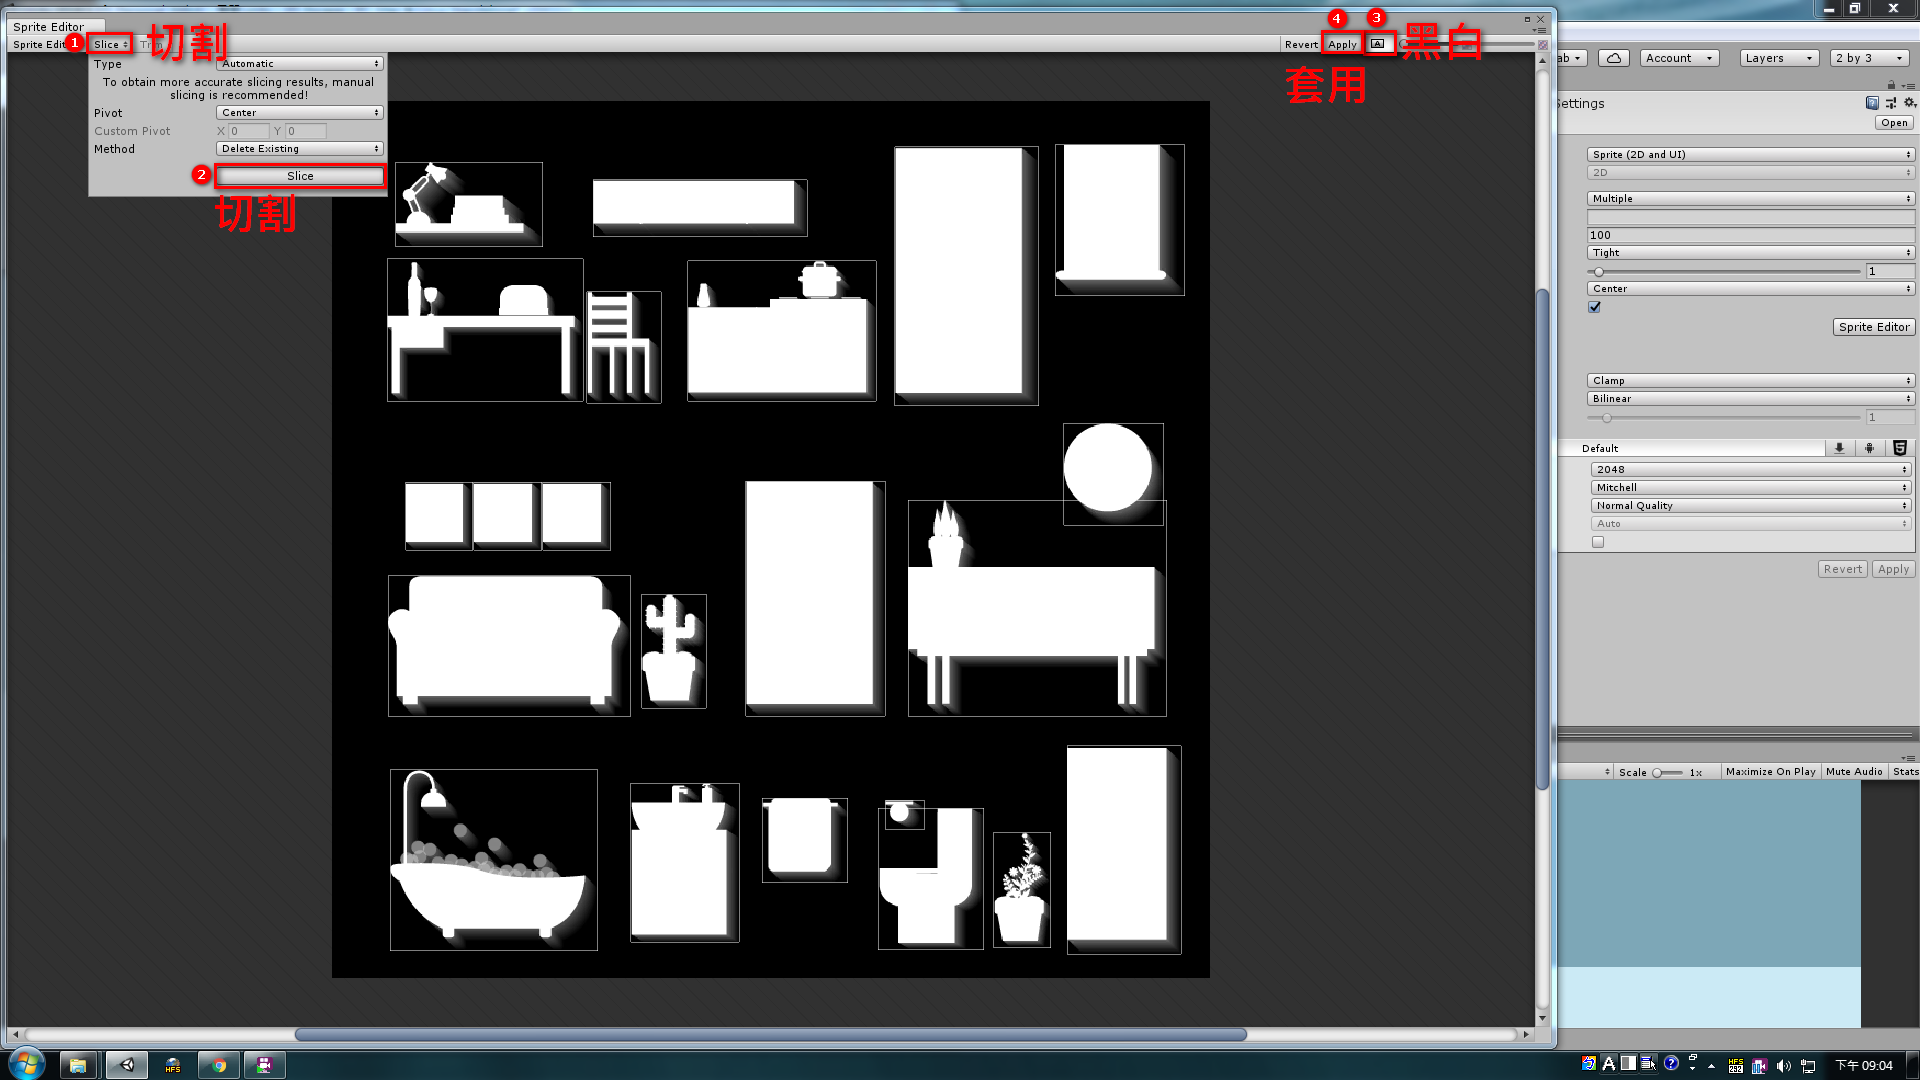 Sprite Editor
Sprite Edit
1
Slice
切割
Revert
4
Apply
3
黑白
套用
Type
Automatic
To obtain more accurate slicing results, manual
slicing is recommended!
Pivot
Center
Custom Pivot
X 0
Y 0
Method
Delete Existing
2
Slice
切割
ab
Account
Layers
2 by 3
Settings
Open
Sprite (2D and UI)
2D
Multiple
100
Tight
1
Center
Sprite Editor
Clamp
Bilinear
1
Default
2048
Mitchell
Normal Quality
Auto
Revert
Apply
Scale
1x
Maximize On Play
Mute Audio
Stats
HFS
A
HFS
292
下午 09:04